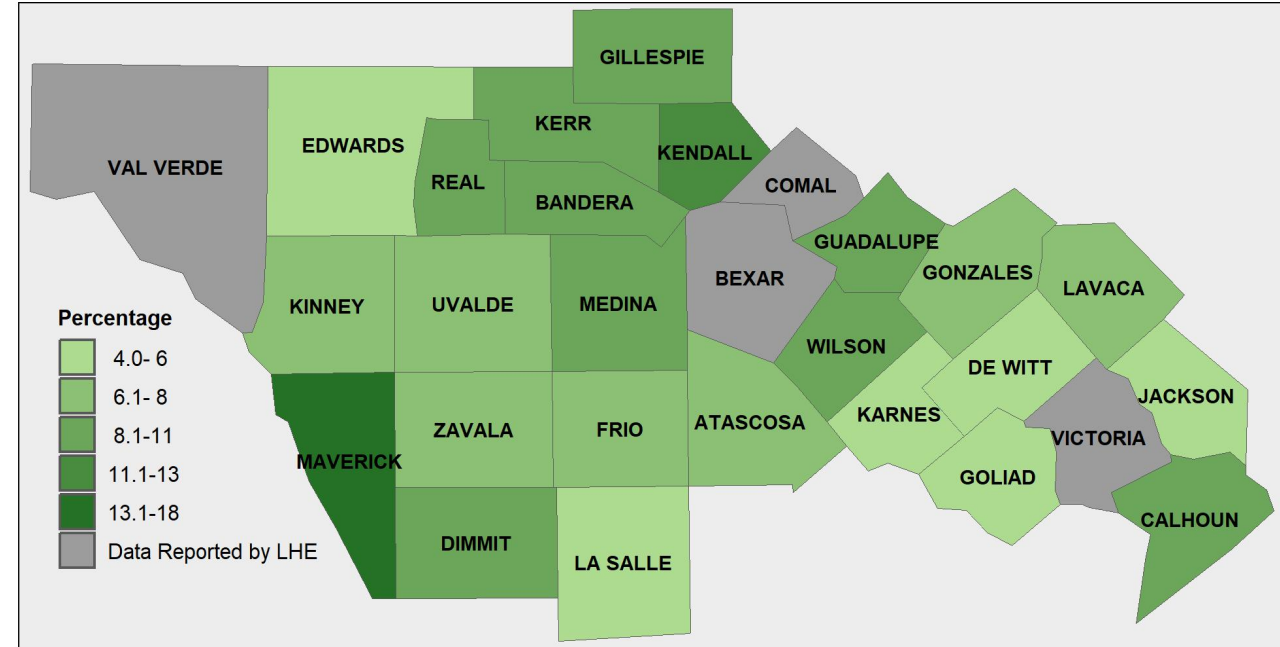 GILLESPIE
KERR
EDWARDS
KENDALL
VAL VERDE
REAL
COMAL
BANDERA
GUADALUPE
GONZALES
BEXAR
LAVACA
KINNEY
UVALDE
MEDINA
WILSON
DE WITT
JACKSON
KARNES
ATASCOSA
ZAVALA
FRIO
VICTORIA
MAVERICK
GOLIAD
CALHOUN
DIMMIT
LA SALLE
Percentage
4.0- 6
6.1- 8
8.1-11
11.1-13
13.1-18
Data Reported by LHE